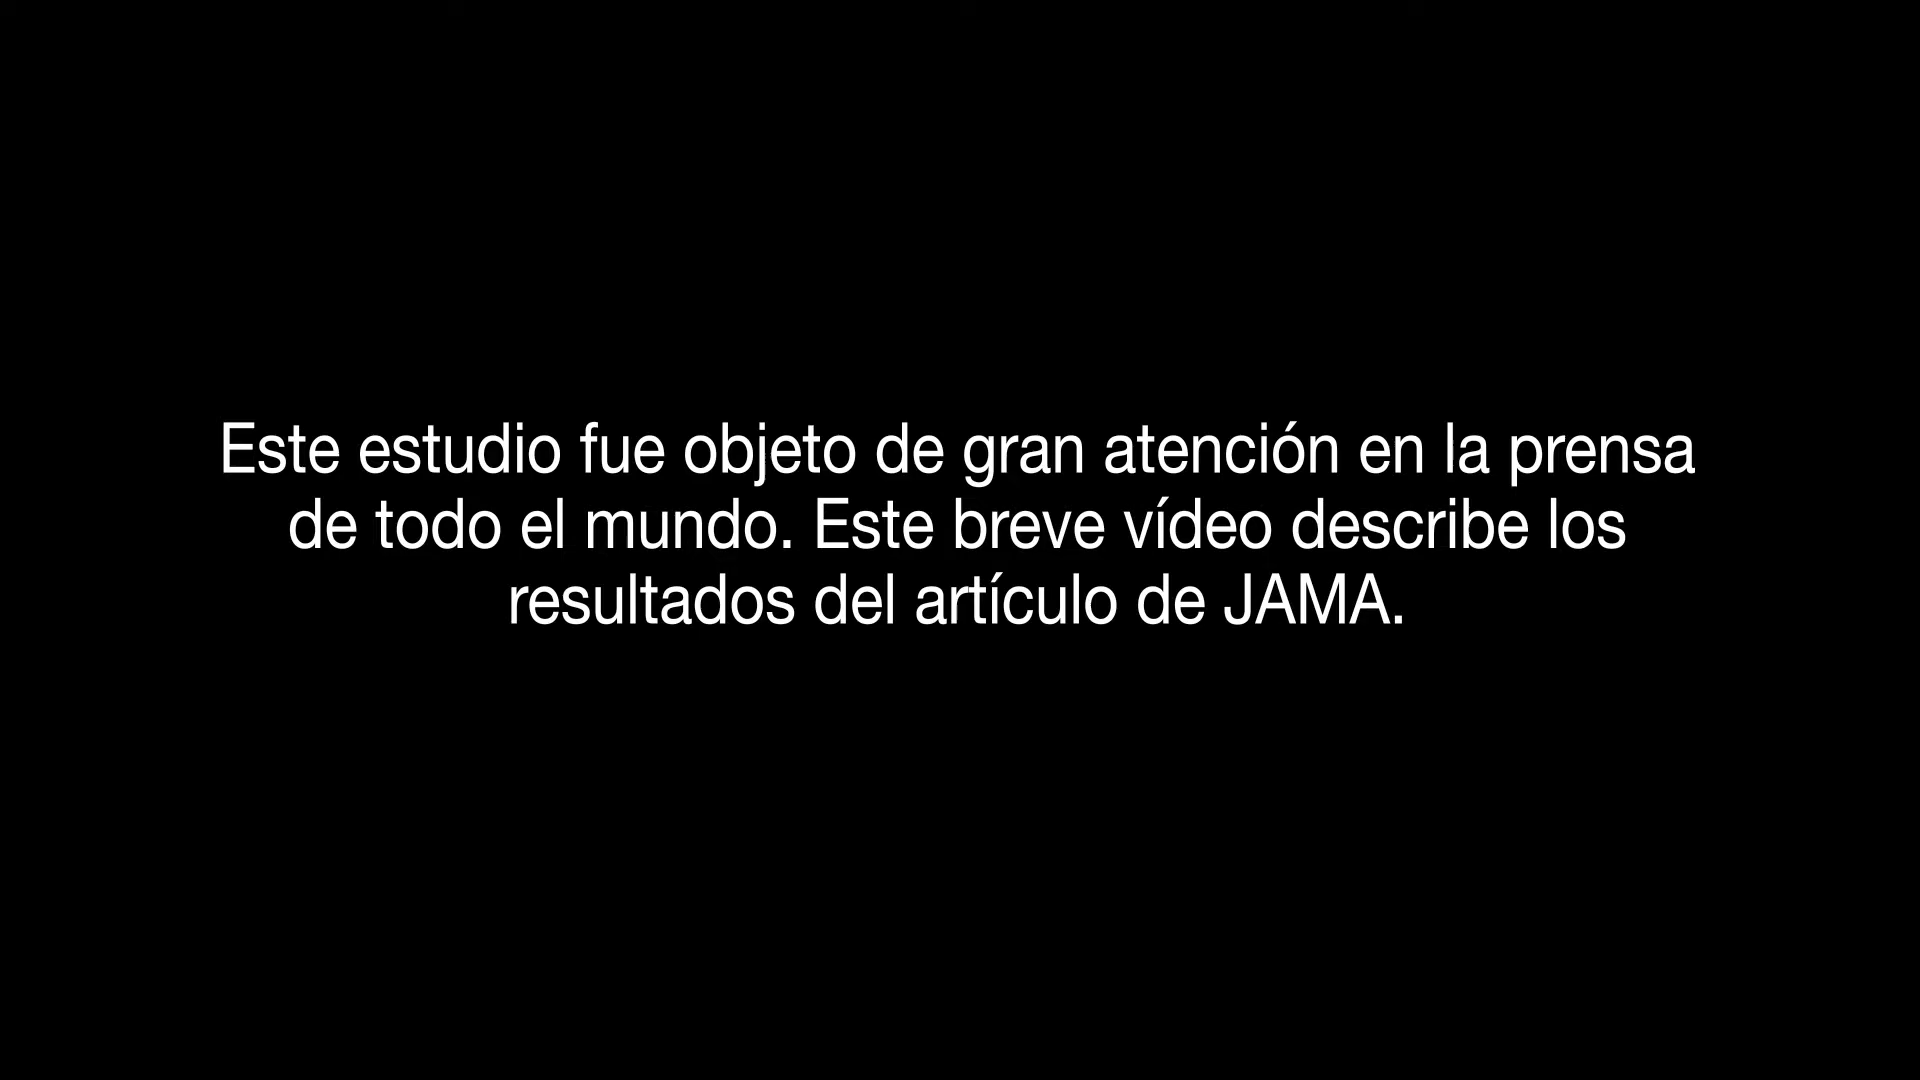 Este estudio fue objeto de gran atención en la prensa
de todo el mundo. Este breve vídeo describe los
resultados del artículo de JAMA.